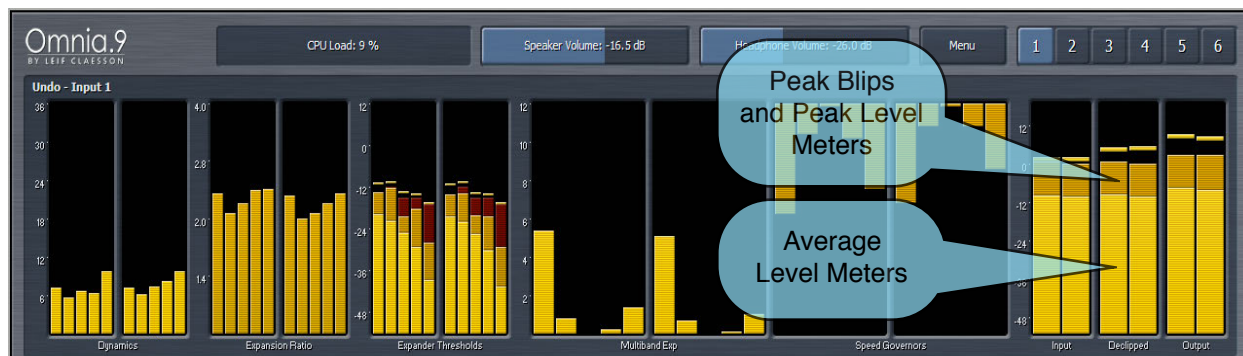 Omnia.9
BY LEIF CLAESSON
CPU Load: 9 %
Speaker Volume: -16.5 dB
Headphone Volume: -26.0 dB
Menu
1 2 3 4 5 6
Undo - Input 1
Peak Blips
and Peak Level
Meters
Average
Level Meters
36
30
24
18
12
6
4.0
2.8
2.0
1.4
12
0
-12
-24
-36
-48
12
10
8
6
4
2
12
0
-12
-24
-36
-48
Dynamics
Expansion Ratio
Expander Thresholds
Multiband Exp
Speed Governors
Input
Declipped
Output